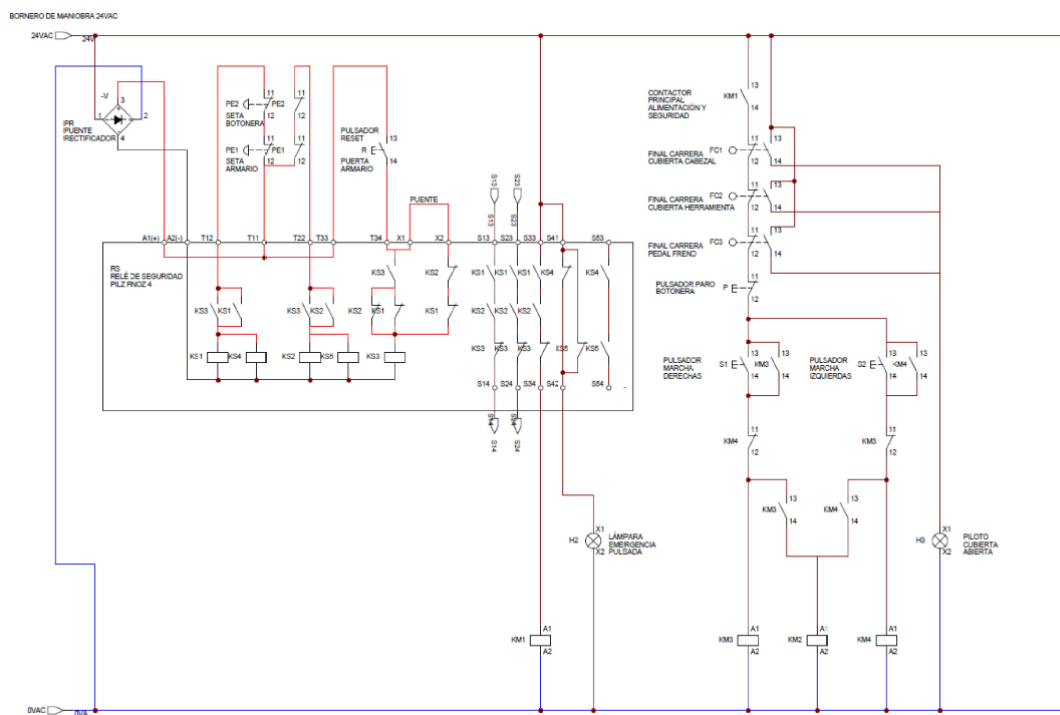 BORNERO DE MANIOBRA 24VAC
24VAC
24V
-V
3
1
2
4
IPR
PUENTE
RECTIFICADOR
11
11
PE2
PE2
12
12
SETA
BOTONERA
11
11
PE1
PE1
12
12
SETA
ARMARIO
PULSADOR
RESET
13
R
14
PUERTA
ARMARIO
PUENTE
S13
S23
S13
S23
A1(+)
A2(-)
T12
T11
T22
T33
T34
X1
X2
S13
S23
S33
S41
S53
RS
RELÉ DE SEGURIDAD
PILZ PNOZ 4
KS3
KS2
KS1
KS1
KS1
KS4
KS4
KS3
KS1
KS3
KS2
KS2
KS1
KS1
KS2
KS2
KS2
KS3
KS3
KS3
KS5
KS5
KS1
KS4
KS2
KS5
KS3
S14
S24
S34
S42
S54
S14
S24
S14
S24
H2
X1
X2
LÁMPARA
EMERGENCIA
PULSADA
KM1
A1
A2
CONTACTOR
PRINCIPAL
ALIMENTACIÓN Y
SEGURIDAD
KM1
13
14
FINAL CARRERA
CUBIERTA CABEZAL
FC1
11
13
12
14
FINAL CARRERA
CUBIERTA HERRAMIENTA
FC2
11
13
12
14
FINAL CARRERA
PEDAL FRENO
FC3
11
13
12
14
PULSADOR PARO
BOTONERA
P
11
12
PULSADOR
MARCHA
DERECHAS
S1
13
14
KM3
13
14
PULSADOR
MARCHA
IZQUIERDAS
S2
13
14
KM4
13
14
KM4
11
12
KM3
11
12
KM3
13
14
KM4
13
14
H3
X1
X2
PILOTO
CUBIERTA
ABIERTA
KM3
A1
A2
KM2
A1
A2
KM4
A1
A2
0VAC
0VA